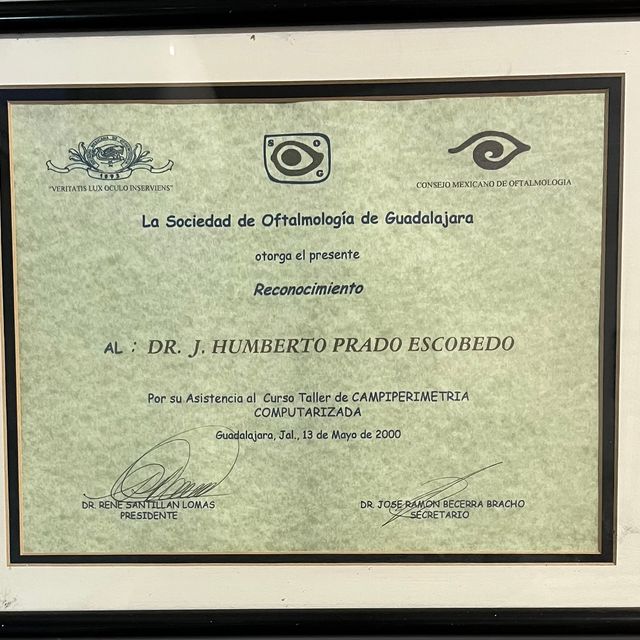 1893
"VERITATIS LUX OCULO INSERVIENS"
S O G
CONSEJO MEXICANO DE OFTALMOLOGIA
La Sociedad de Oftalmología de Guadalajara
otorga el presente
Reconocimiento
AL : DR. J. HUMBERTO PRADO ESCOBEDO
Por su Asistencia al Curso Taller de CAMPIPERIMETRIA
COMPUTARIZADA
Guadalajara, Jal., 13 de Mayo de 2000
DR. RENE SANTILLAN LOMAS
PRESIDENTE
DR. JOSE RAMON BECERRA BRACHO
SECRETARIO